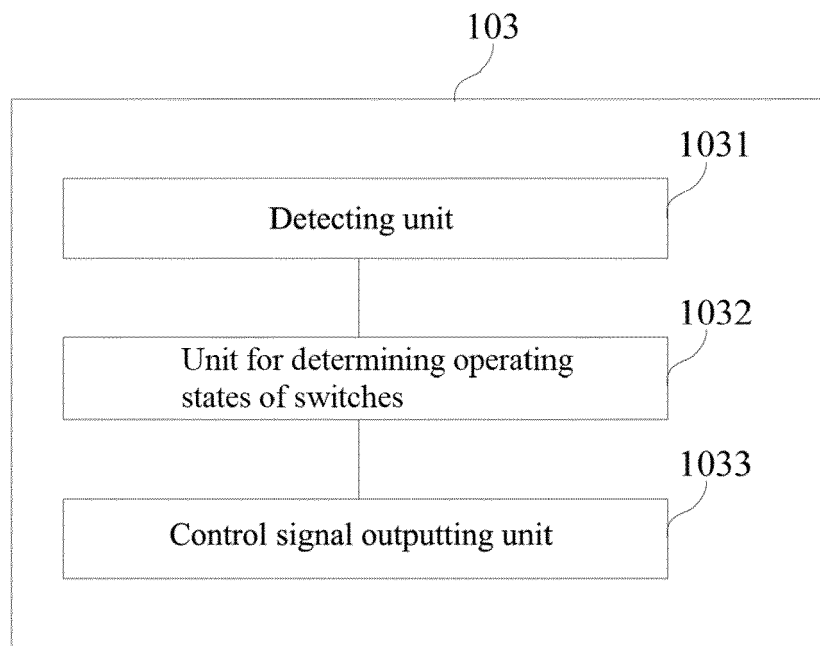 103
1031
Detecting unit
1032
Unit for determining operating
states of switches
1033
Control signal outputting unit